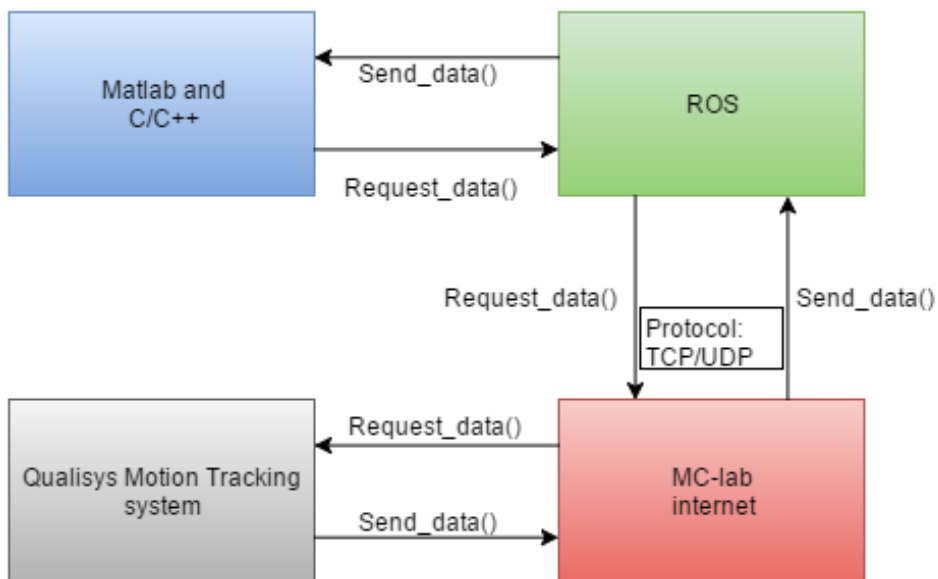 Matlab and
C/C++
Send_data()
Request_data()
ROS
Request_data()
Send_data()
Protocol:
TCP/UDP
Qualisys Motion Tracking
system
Request_data()
Send_data()
MC-lab
internet